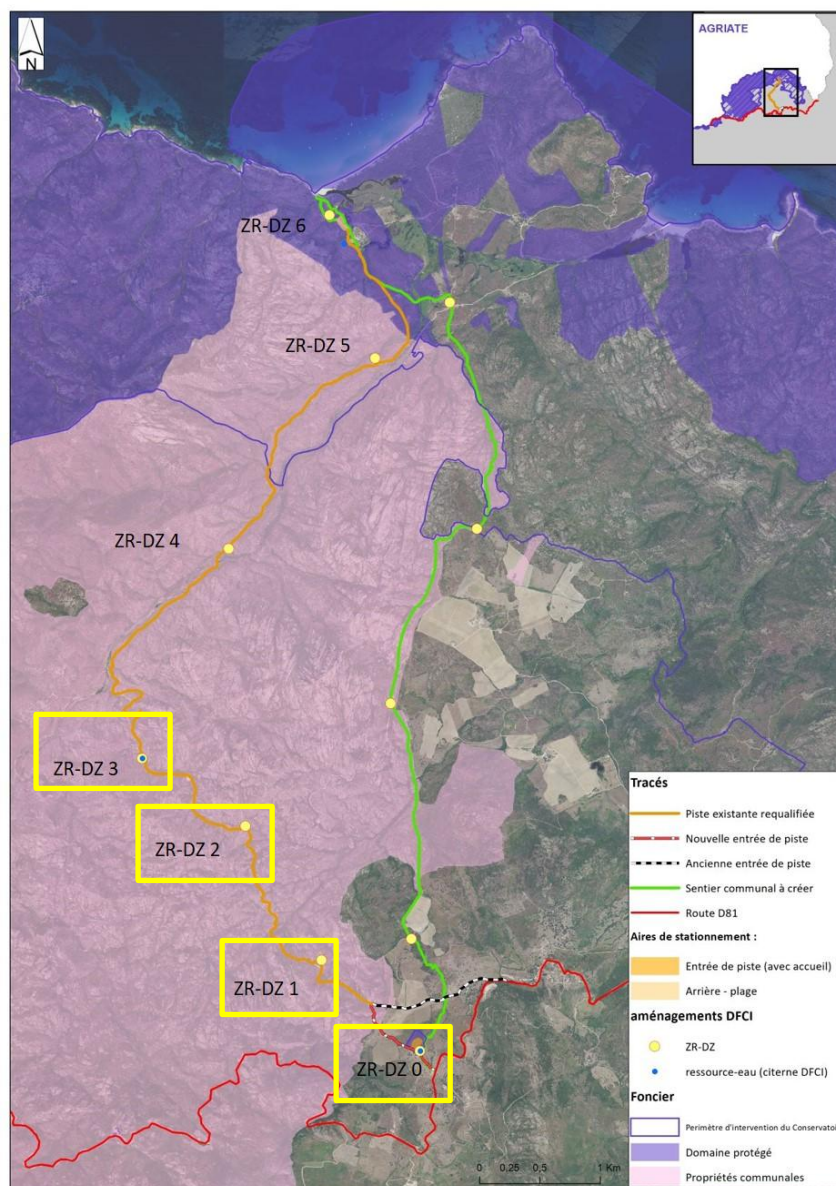 N
AGRIATE
ZR-DZ 6
ZR-DZ 5
ZR-DZ 4
ZR-DZ 3
ZR-DZ 2
ZR-DZ 1
ZR-DZ 0
Tracés
Piste existante requalifiée
Nouvelle entrée de piste
Ancienne entrée de piste
Sentier communal à créer
Route D81
Aires de stationnement :
Entrée de piste (avec accueil)
Arrière - plage
aménagements DFCI
ZR-DZ
ressource-eau (citerne DFCI)
Foncier
Perimètre d'intervention du Conservatoi
Domaine protégé
Propriétés communales
0 0,25 0,5 1 Km